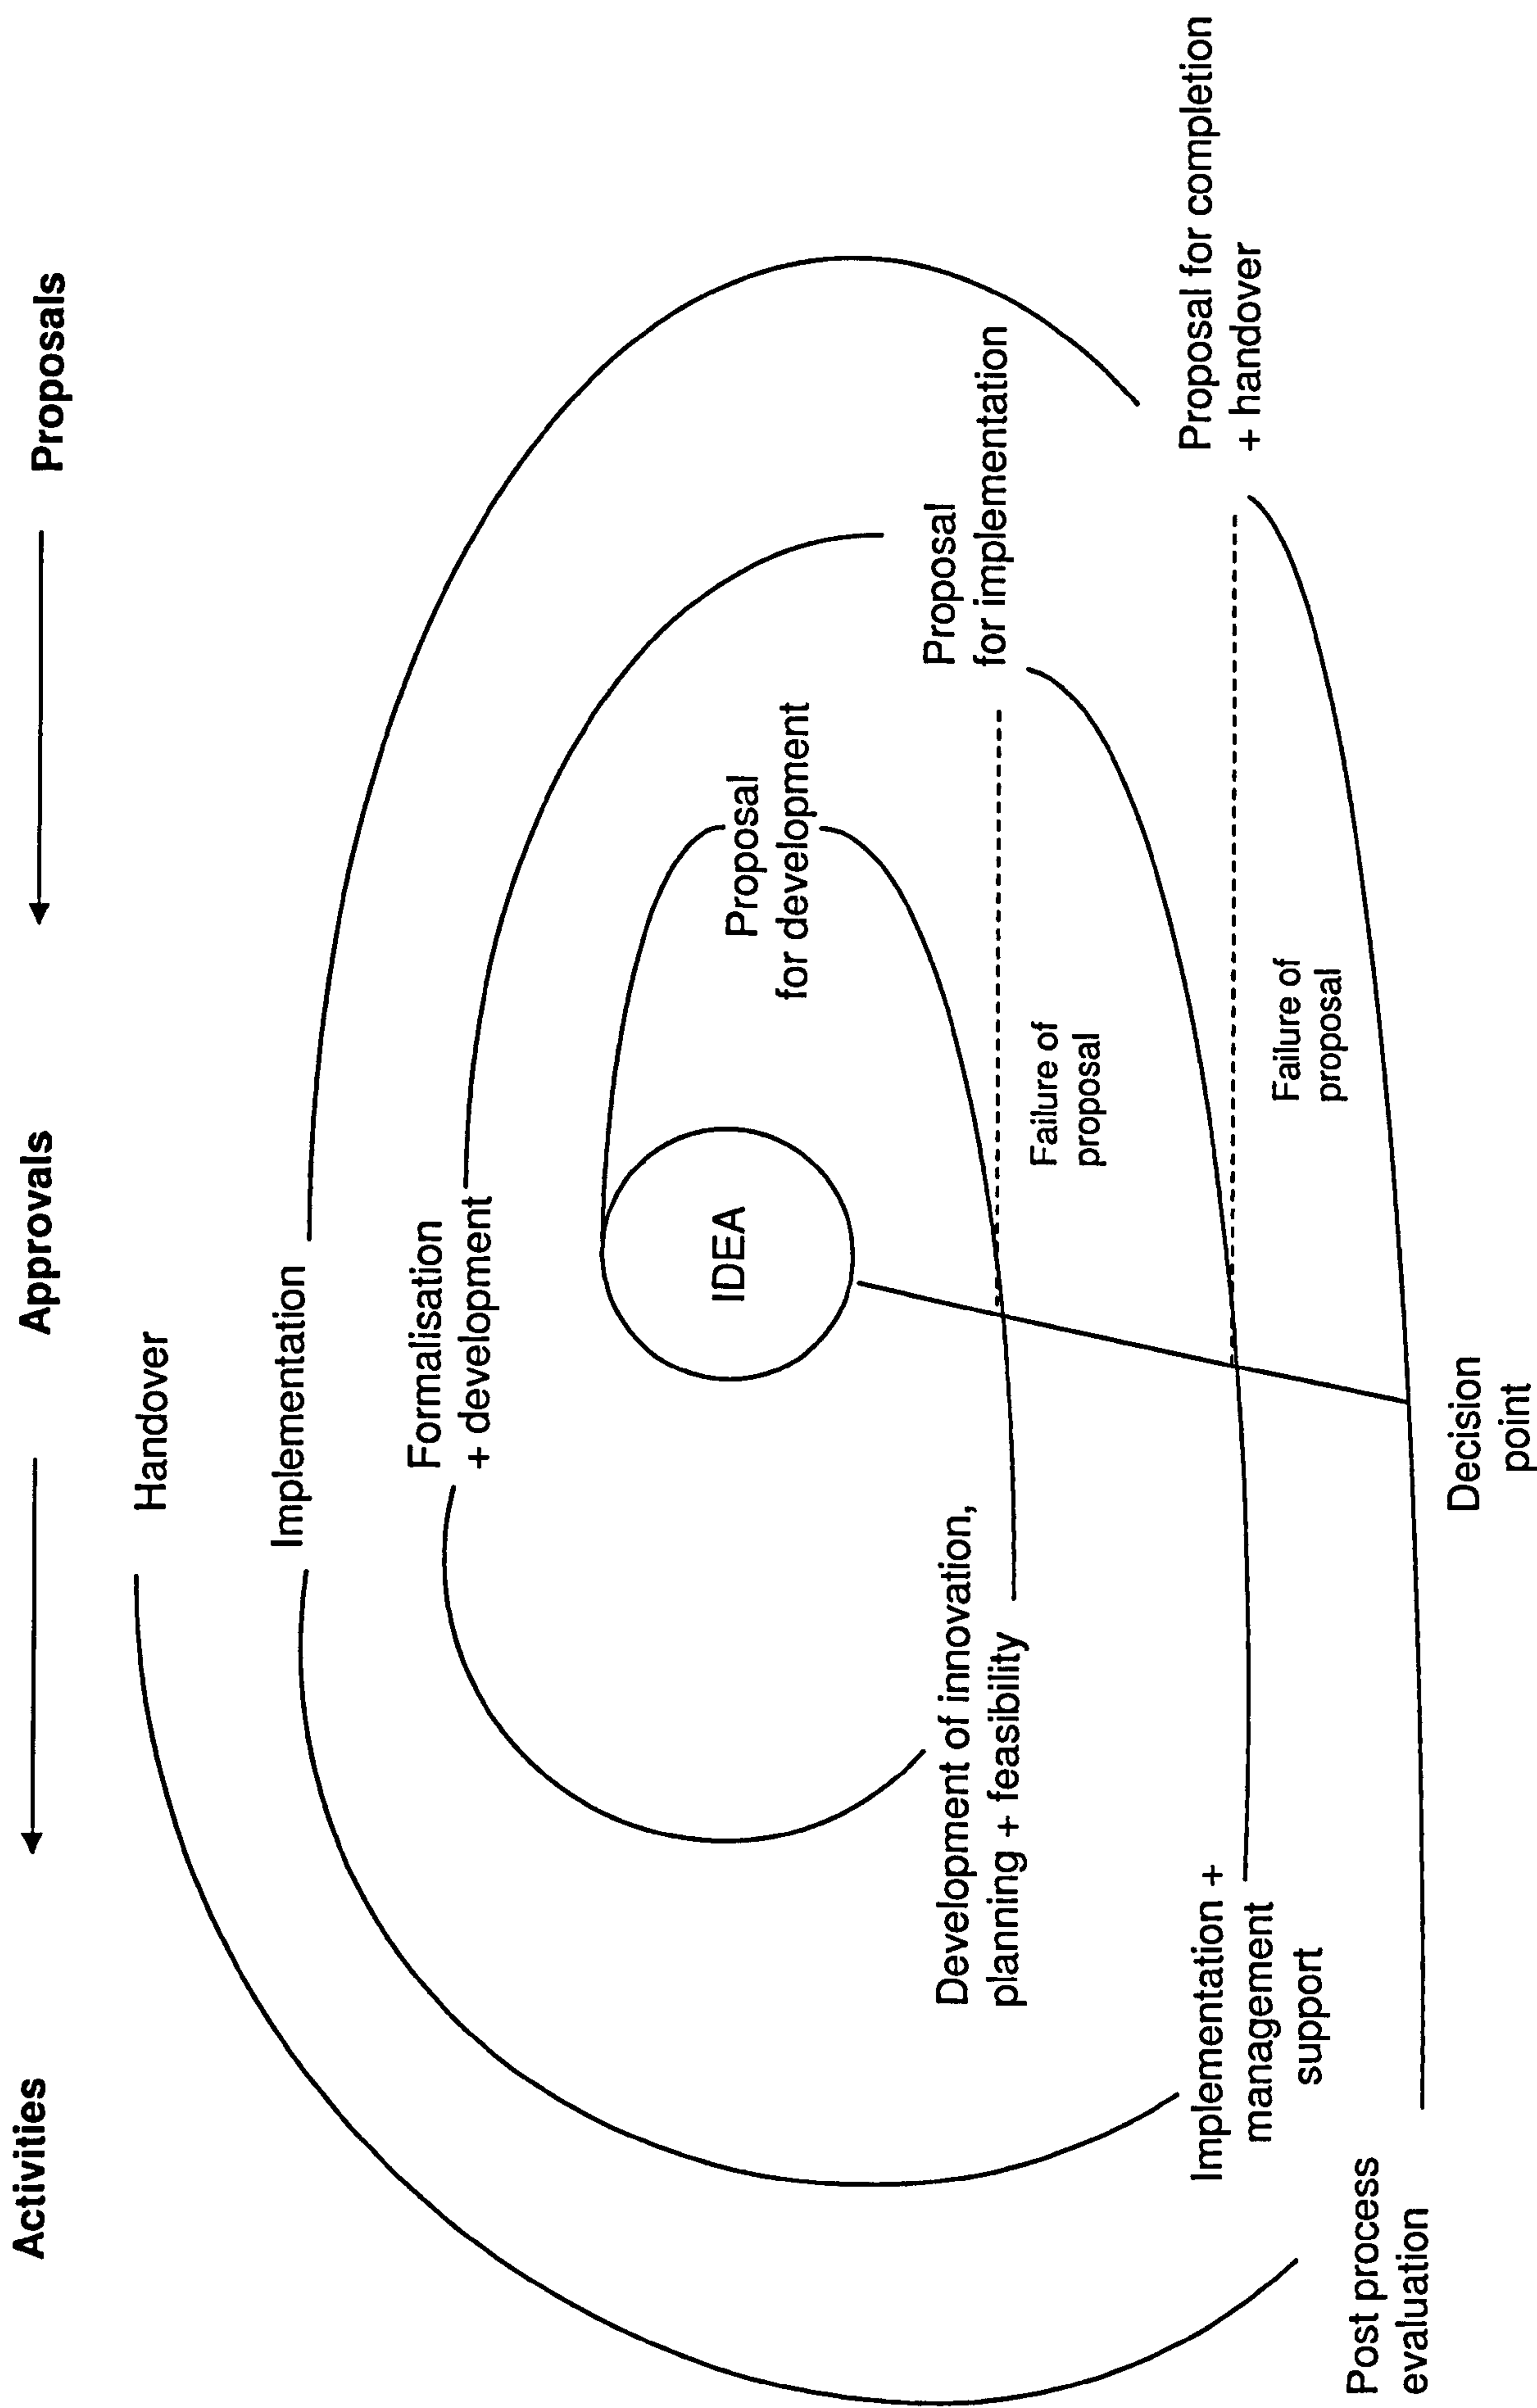 Activities
Approvals
Proposals
Handover
Implementation
Formalisation
+ development
IDEA
Proposal
for development
Development of innovation,
planning + feasibility
Proposal
for implementation
Failure of
proposal
Implementation +
management
support
Proposal for completion
+ handover
Failure of
proposal
Post process
evaluation
Decision
point